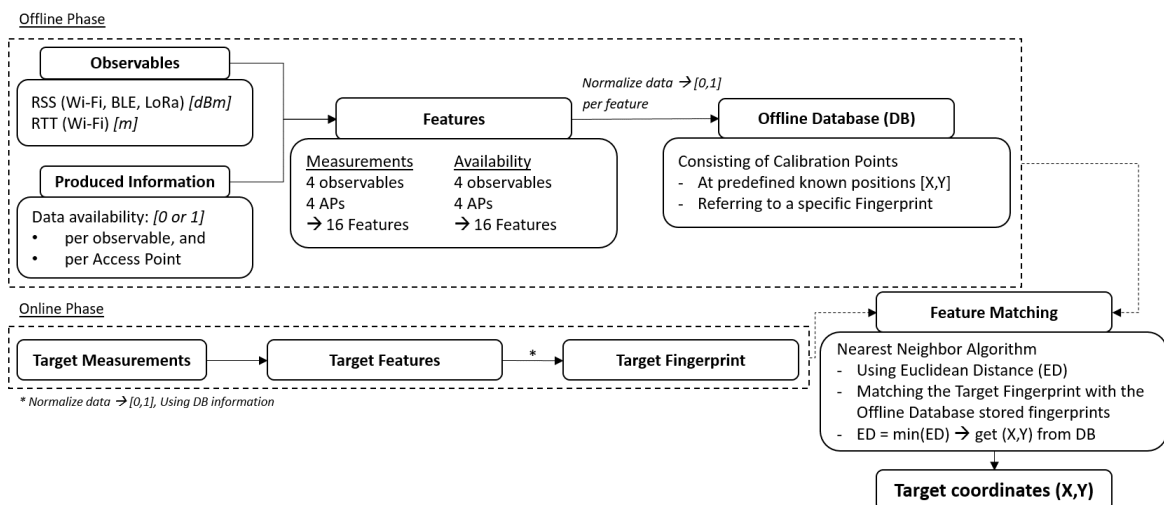 Offline Phase
Observables
RSS (Wi-Fi, BLE, LoRa) [dBm]
RTT (Wi-Fi) [m]
Produced Information
Data availability: [0 or 1]
• per observable, and
• per Access Point
Features
Measurements
4 observables
4 APs
→ 16 Features
Availability
4 observables
4 APs
→ 16 Features
Normalize data → [0,1]
per feature
Offline Database (DB)
Consisting of Calibration Points
- At predefined known positions [X,Y]
- Referring to a specific Fingerprint
Online Phase
Target Measurements
Target Features
*
Target Fingerprint
* Normalize data → [0,1], Using DB information
Feature Matching
Nearest Neighbor Algorithm
- Using Euclidean Distance (ED)
- Matching the Target Fingerprint with the
Offline Database stored fingerprints
- ED = min(ED) → get (X,Y) from DB
Target coordinates (X,Y)